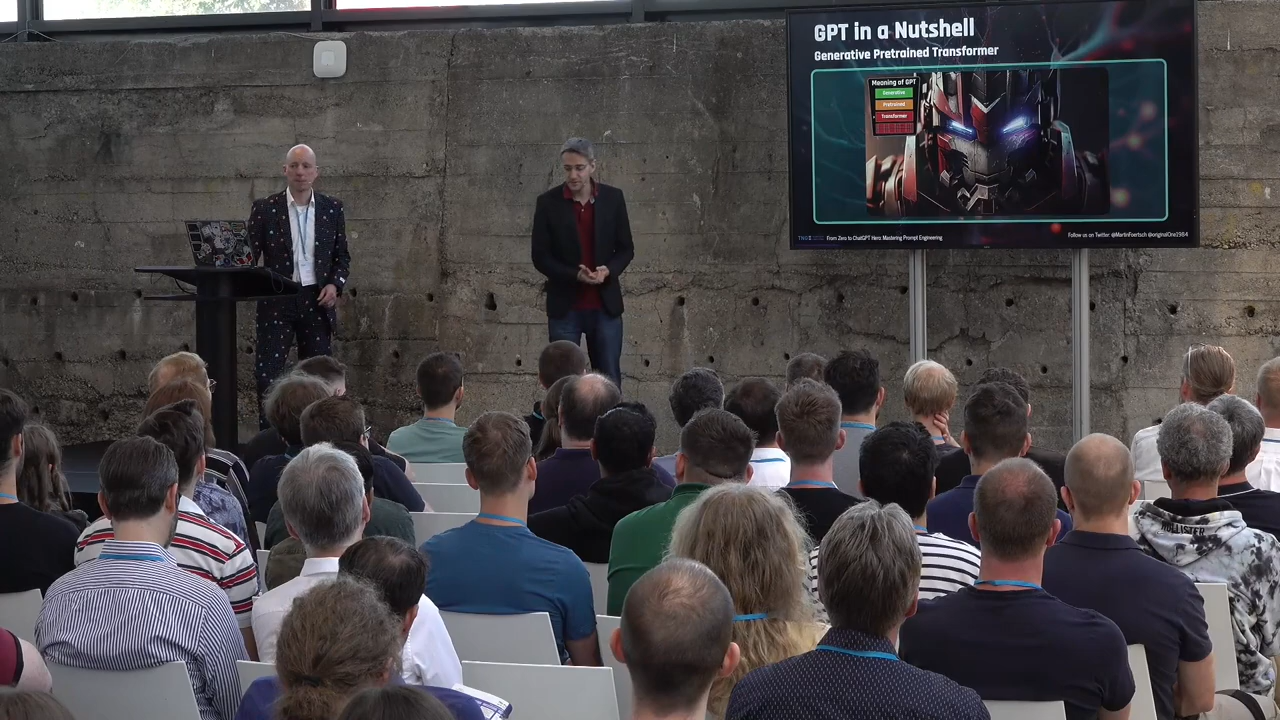 GPT in a Nutshell
Generative Pretrained Transformer
Meaning of GPT
Generative
Pretrained
Transformer
From Zero to ChatGPT Hero: Mastering Prompt Engineering
Follow us on Twitter: @MartinFoertsch @originalOne1984
HOLLISTER